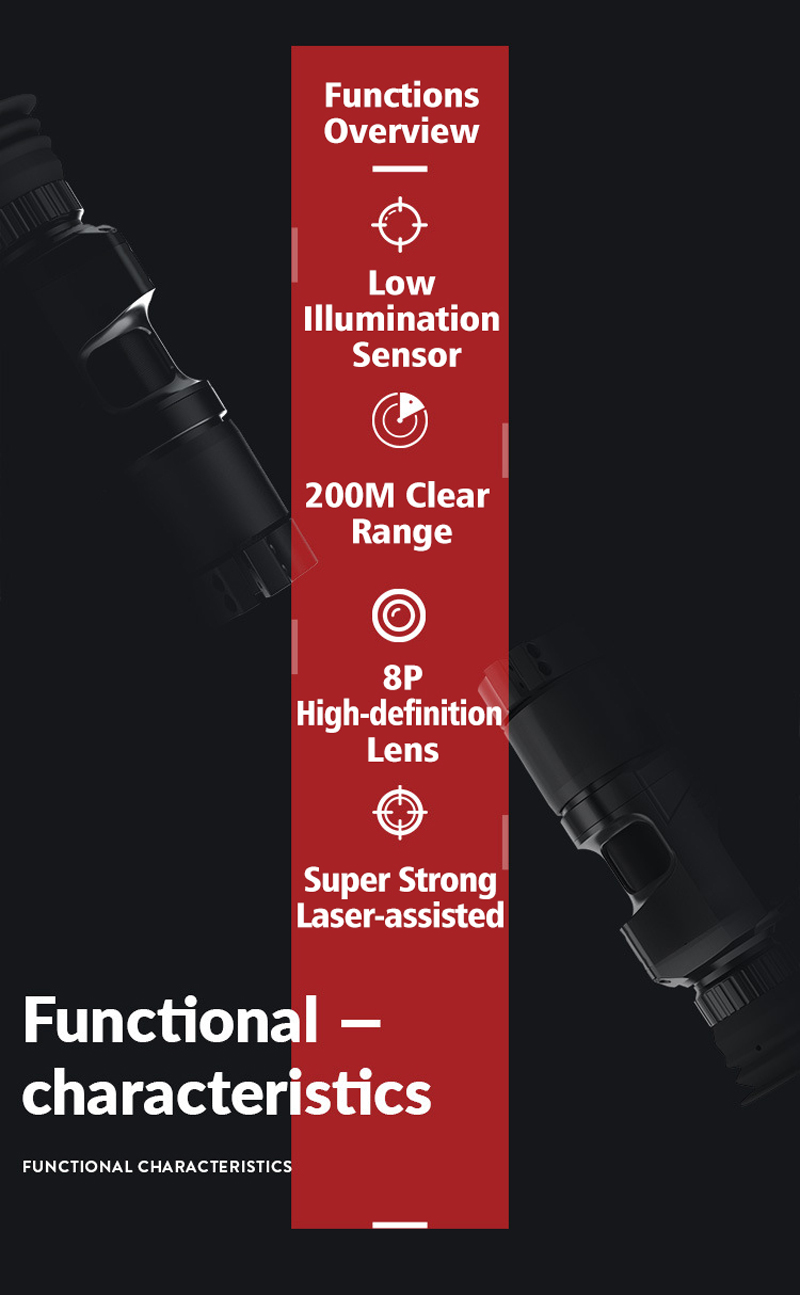 Functions
Overview
Low
Illumination
Sensor
200M Clear
Range
8P
High-definition
Lens
Super Strong
Laser-assisted
Functional –
characteristics
FUNCTIONAL CHARACTERISTICS